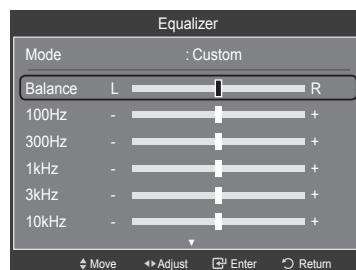 Equalizer
Mode : Custom
Balance L R
100Hz - +
300Hz - +
1kHz - +
3kHz - +
10kHz - +
Move Adjust Enter Return